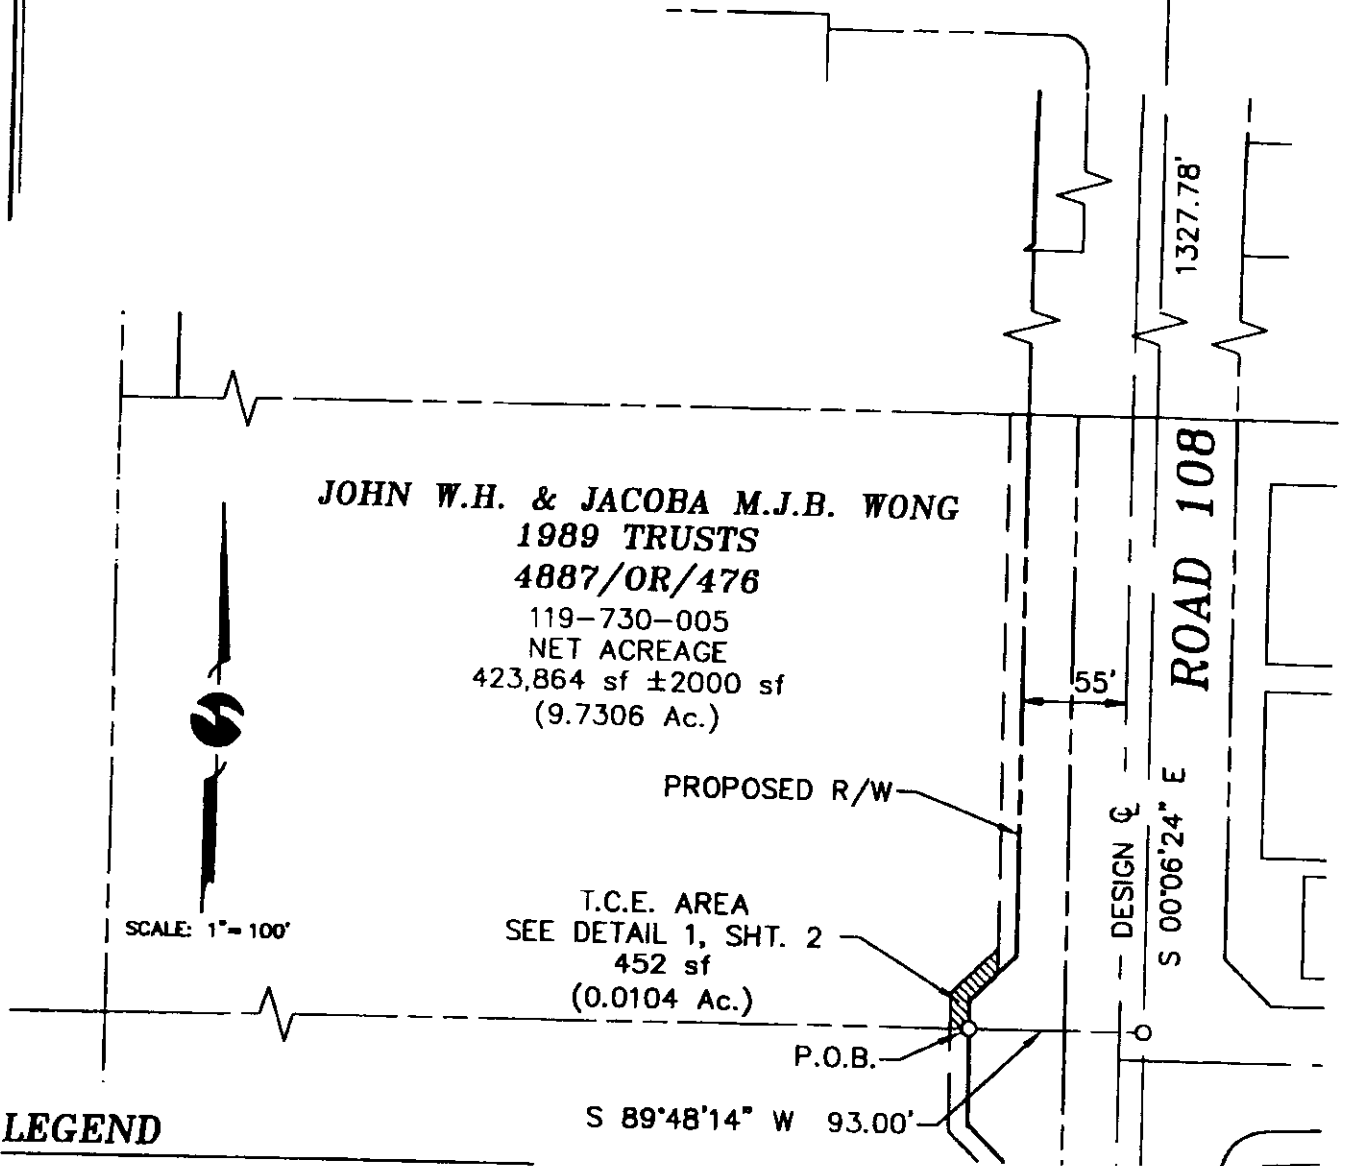 1327.78'
JOHN W.H. & JACOBA M.J.B. WONG
1989 TRUSTS
4887/OR/476
119-730-005
NET ACREAGE
423,864 sf ±2000 sf
(9.7306 Ac.)
ROAD 108
55'
PROPOSED R/W
DESIGN ℄
S 00°06'24" E
T.C.E. AREA
SEE DETAIL 1, SHT. 2
452 sf
(0.0104 Ac.)
SCALE: 1"= 100'
P.O.B.
S 89°48'14" W 93.00'
LEGEND